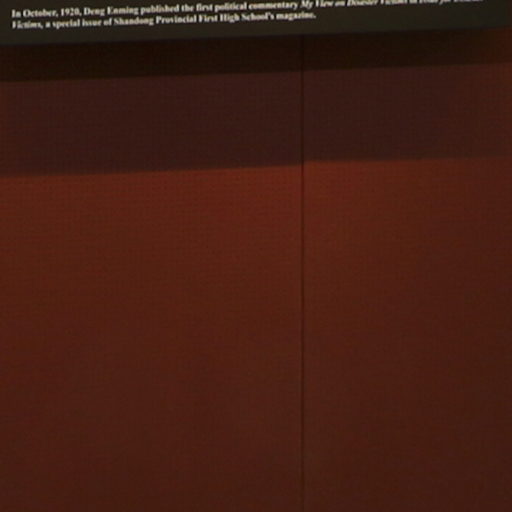 In October, 1920, Deng Enming published the first political commentary My View on Disaster Victims in
Victims, a special issue of Shandong Provincial First High School's magazine.